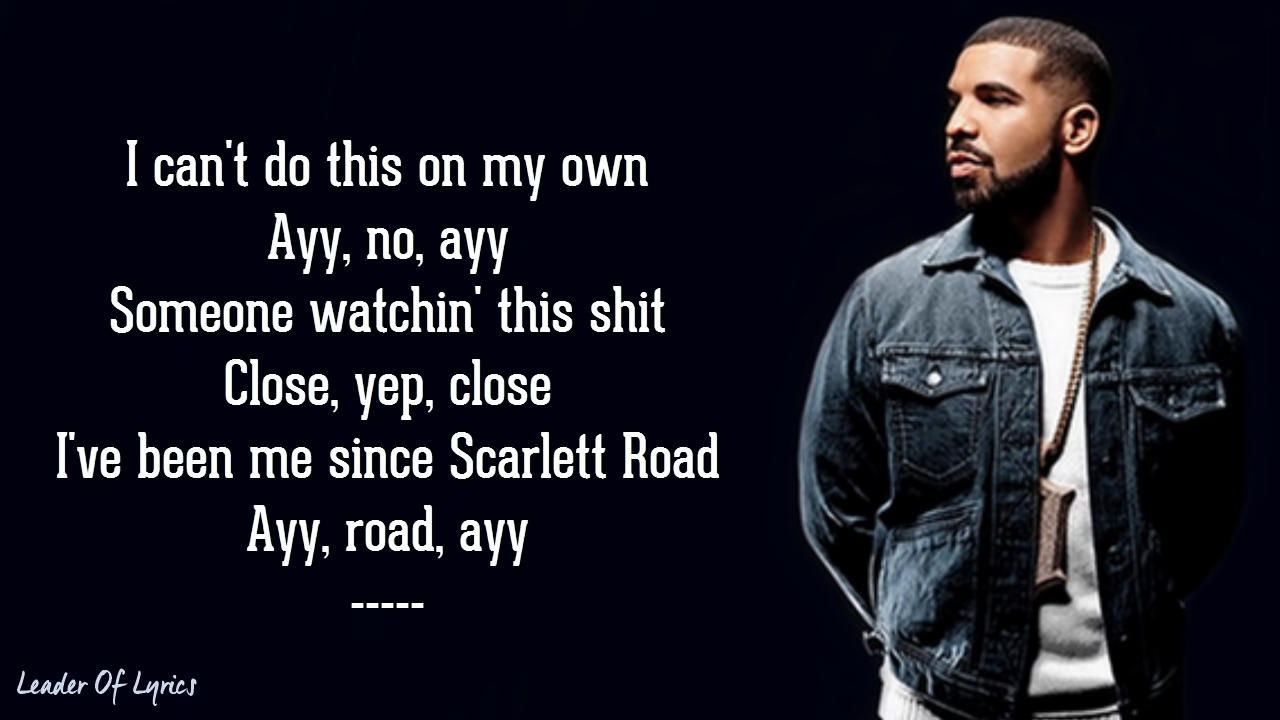 I can't do this on my own
Ayy, no, ayy
Someone watchin' this shit
Close, yep, close
I've been me since Scarlett Road
Ayy, road, ayy
-----
Leader Of Lyrics